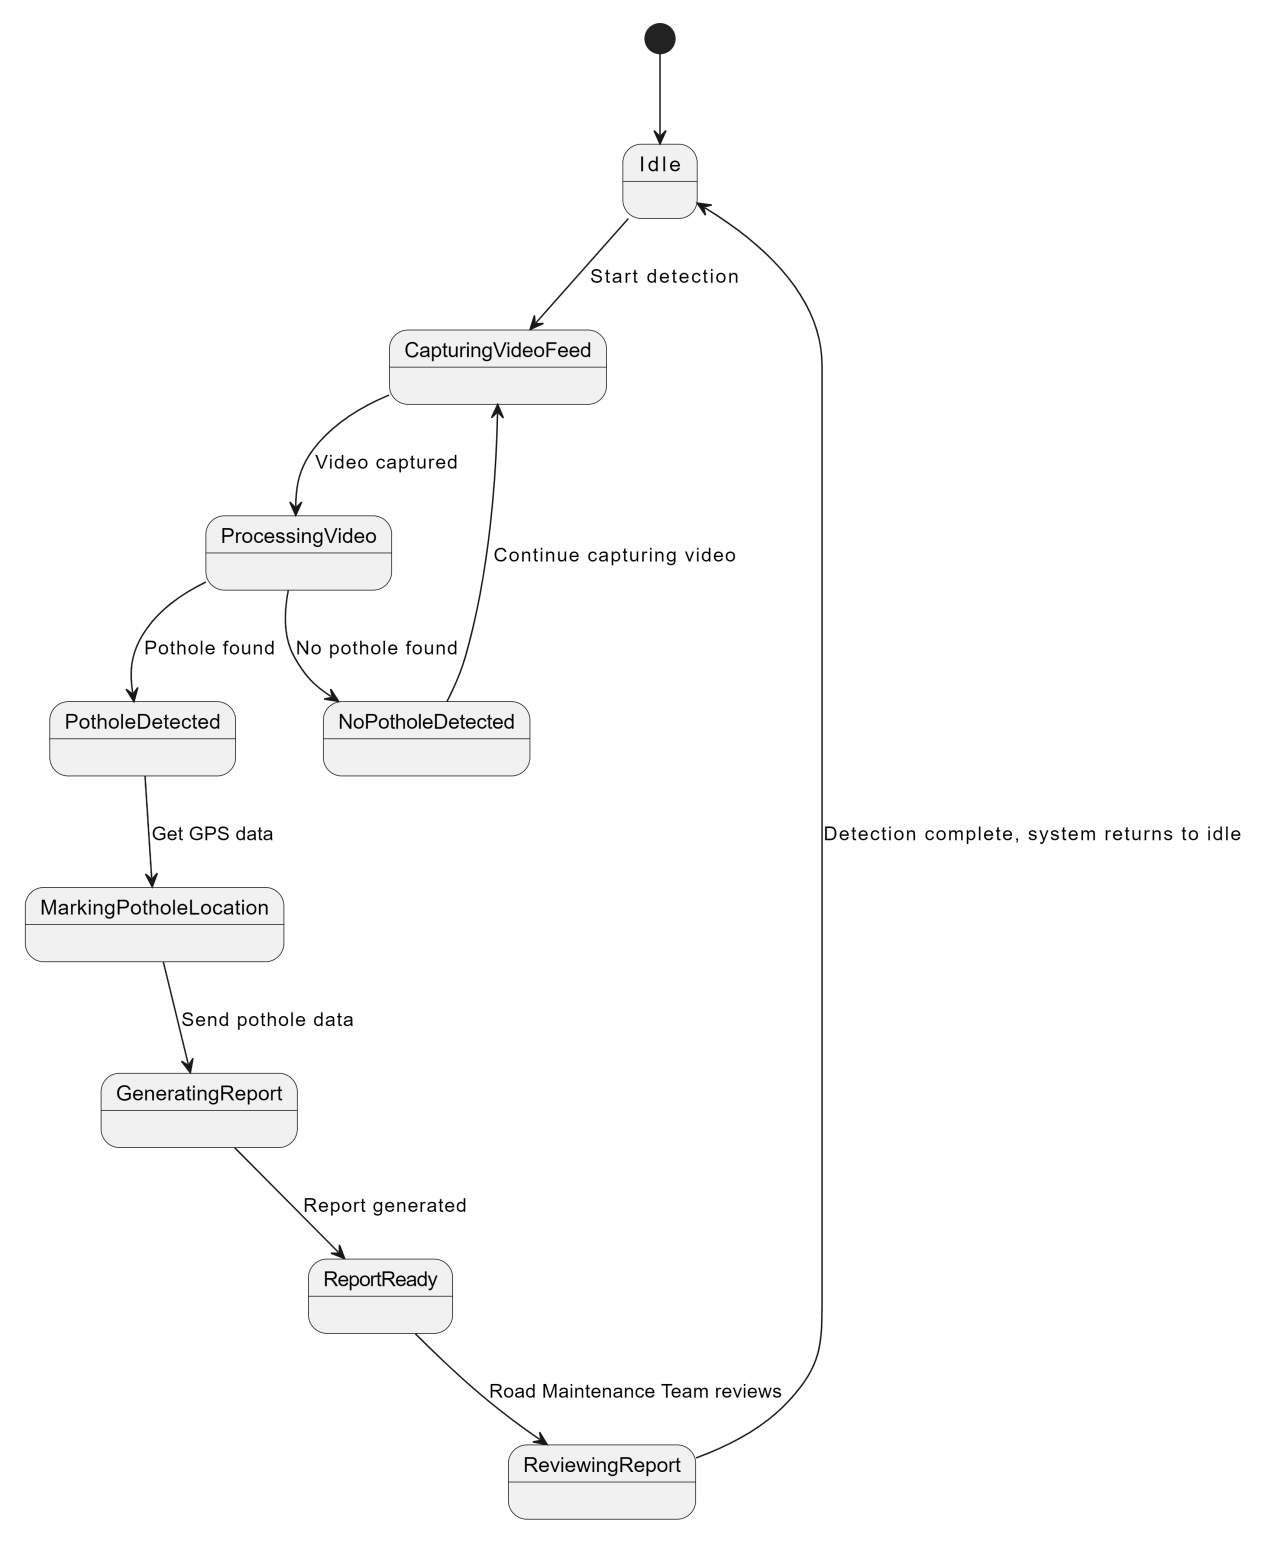 Idle
Start detection
CapturingVideoFeed
Video captured
ProcessingVideo
Continue capturing video
Pothole found
No pothole found
PotholeDetected
NoPotholeDetected
Get GPS data
Detection complete, system returns to idle
MarkingPotholeLocation
Send pothole data
GeneratingReport
Report generated
ReportReady
Road Maintenance Team reviews
ReviewingReport